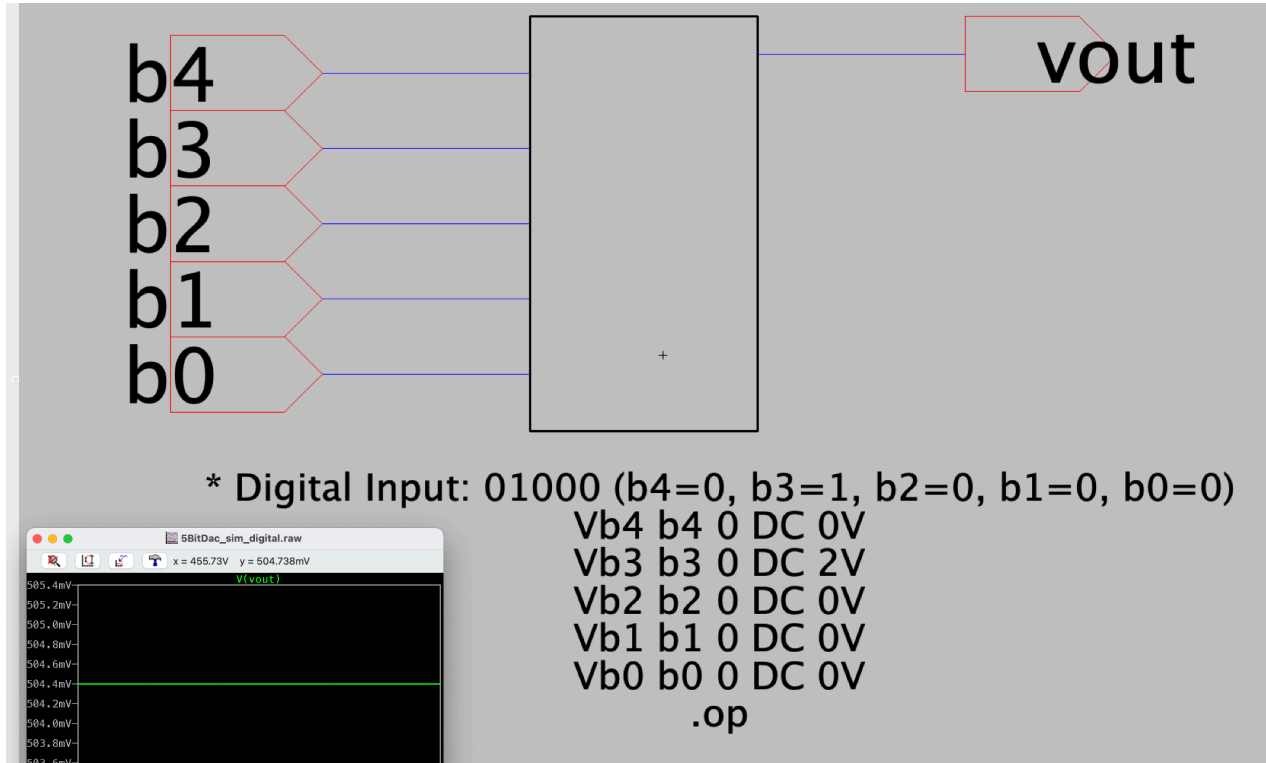 b4
vout
b3
b2
b1
b0
* Digital Input: 01000 (b4=0, b3=1, b2=0, b1=0, b0=0)
Vb4 b4 0 DC 0V
Vb3 b3 0 DC 2V
Vb2 b2 0 DC 0V
Vb1 b1 0 DC 0V
Vb0 b0 0 DC 0V
.op
5BitDac_sim_digital.raw
x = 455.73V y = 504.738mV
V(vout)
505.4mV
505.2mV
505.0mV
504.8mV
504.6mV
504.4mV
504.2mV
504.0mV
503.8mV
503.6mV